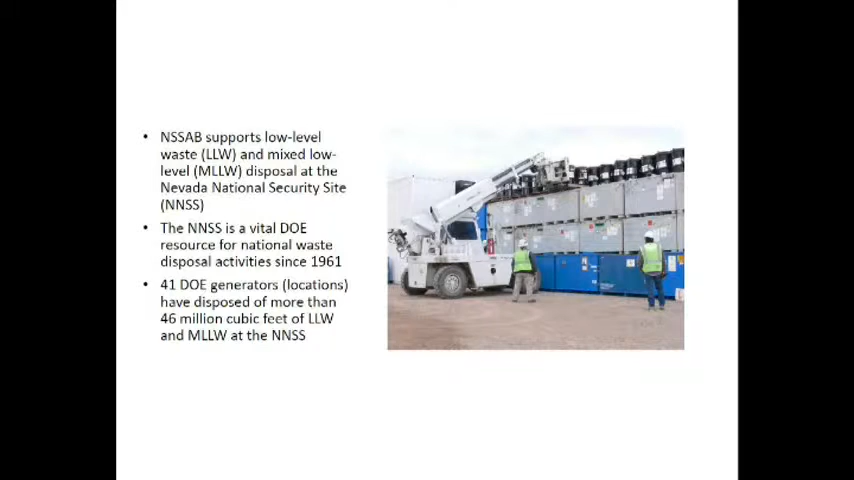 • NSSAB supports low-level
waste (LLW) and mixed low-
level (MLLW) disposal at the
Nevada National Security Site
(NNSS)
• The NNSS is a vital DOE
resource for national waste
disposal activities since 1961
• 41 DOE generators (locations)
have disposed of more than
46 million cubic feet of LLW
and MLLW at the NNSS